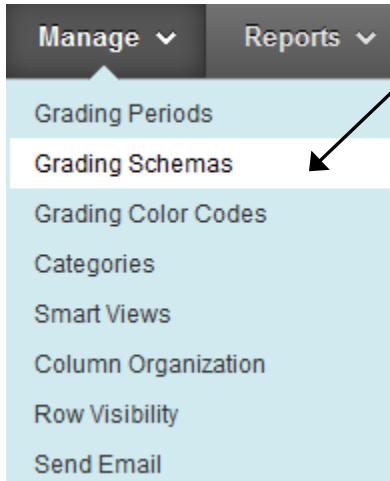 Manage Reports
Grading Periods
Grading Schemas
Grading Color Codes
Categories
Smart Views
Column Organization
Row Visibility
Send Email